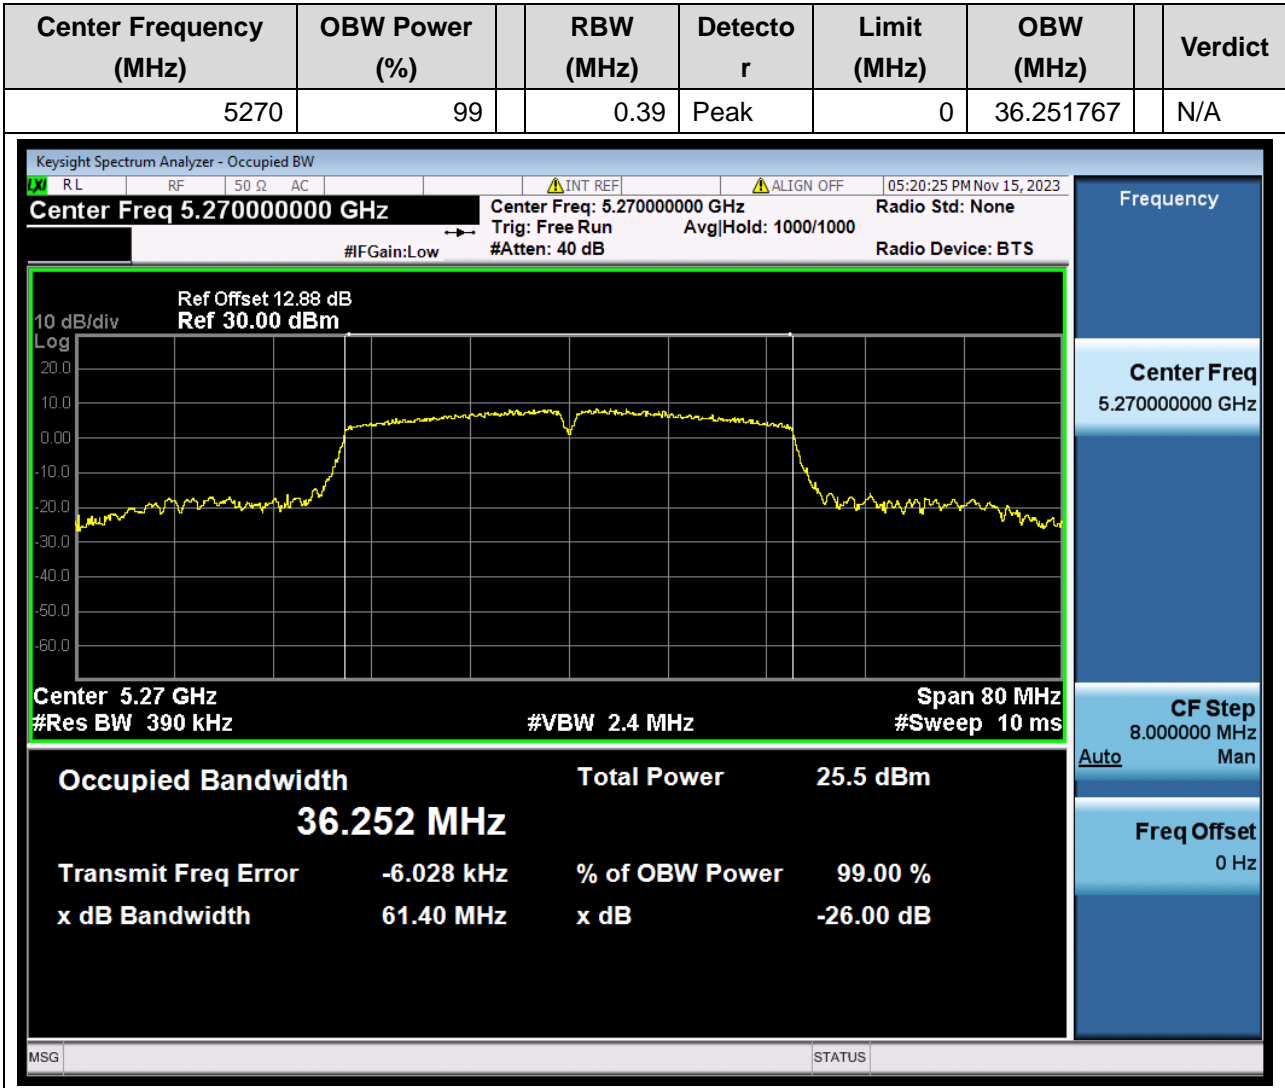 Center Frequency (MHz) OBW Power (%) RBW (MHz) Detector Limit (MHz) OBW (MHz) Verdict
5270 99 0.39 Peak 0 36.251767 N/A
Keysight Spectrum Analyzer - Occupied BW
LXI RL RF 50 Ω AC INT REF ALIGN OFF 05:20:25 PM Nov 15, 2023
Center Freq 5.270000000 GHz
Center Freq: 5.270000000 GHz Radio Std: None
Trig: Free Run Avg|Hold: 1000/1000
#IFGain:Low #Atten: 40 dB Radio Device: BTS
Ref Offset 12.88 dB
10 dB/div Ref 30.00 dBm
Log
20.0
10.0
0.00
-10.0
-20.0
-30.0
-40.0
-50.0
-60.0
Center 5.27 GHz Span 80 MHz
#Res BW 390 kHz #VBW 2.4 MHz #Sweep 10 ms
Occupied Bandwidth Total Power 25.5 dBm
36.252 MHz
Transmit Freq Error -6.028 kHz % of OBW Power 99.00 %
x dB Bandwidth 61.40 MHz x dB -26.00 dB
Frequency
Center Freq
5.270000000 GHz
CF Step
8.000000 MHz
Auto Man
Freq Offset
0 Hz
MSG STATUS